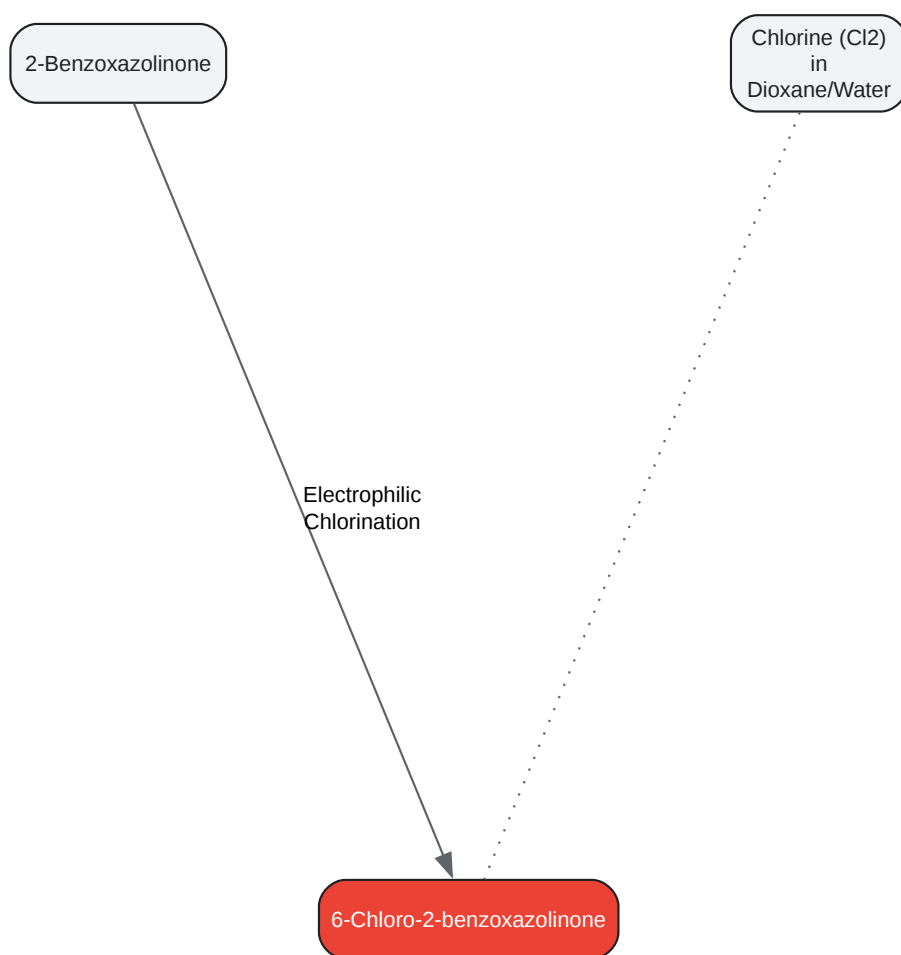 2-Benzoxazolinone
Chlorine (Cl2)
in
Dioxane/Water
Electrophilic
Chlorination
6-Chloro-2-benzoxazolinone